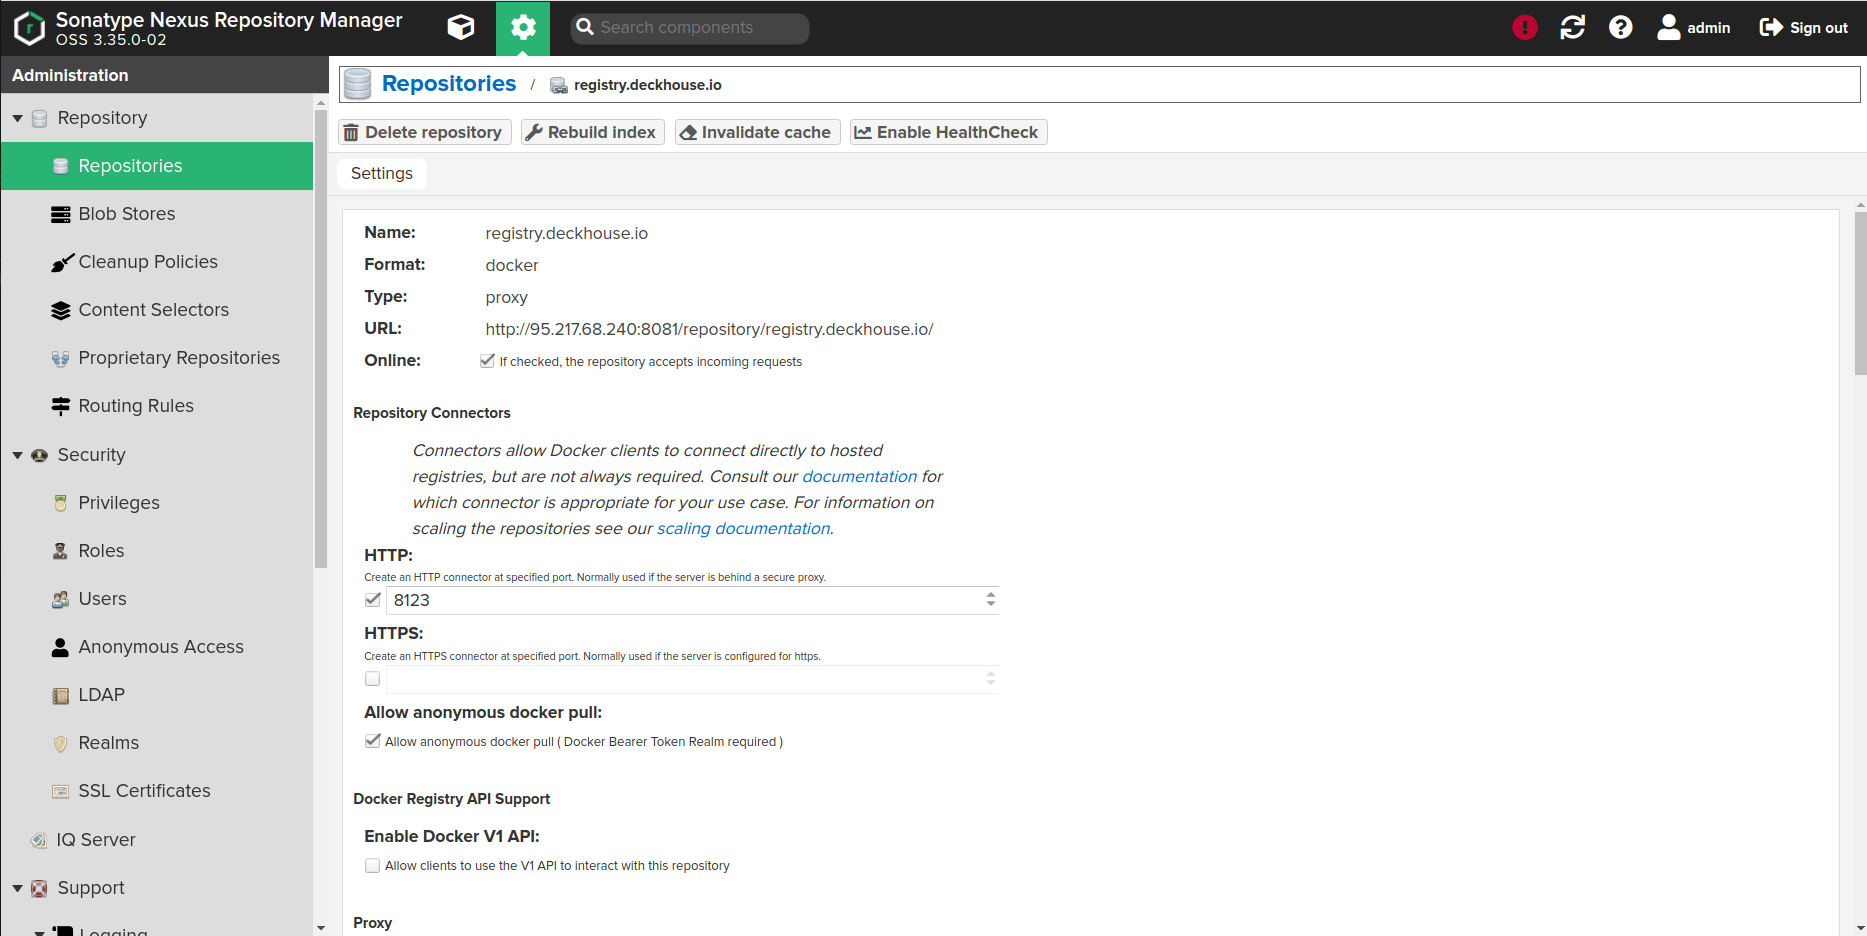 Sonatype Nexus Repository Manager
OSS 3.35.0-02
Search components
admin
Sign out
Administration
Repository
Repositories
Blob Stores
Cleanup Policies
Content Selectors
Proprietary Repositories
Routing Rules
Security
Privileges
Roles
Users
Anonymous Access
LDAP
Realms
SSL Certificates
IQ Server
Support
Logging
Repositories / registry.deckhouse.io
Delete repository
Rebuild index
Invalidate cache
Enable HealthCheck
Settings
Name: registry.deckhouse.io
Format: docker
Type: proxy
URL: http://95.217.68.240:8081/repository/registry.deckhouse.io/
Online: If checked, the repository accepts incoming requests
Repository Connectors
Connectors allow Docker clients to connect directly to hosted
registries, but are not always required. Consult our documentation for
which connector is appropriate for your use case. For information on
scaling the repositories see our scaling documentation.
HTTP:
Create an HTTP connector at specified port. Normally used if the server is behind a secure proxy.
8123
HTTPS:
Create an HTTPS connector at specified port. Normally used if the server is configured for https.
Allow anonymous docker pull:
Allow anonymous docker pull ( Docker Bearer Token Realm required )
Docker Registry API Support
Enable Docker V1 API:
Allow clients to use the V1 API to interact with this repository
Proxy